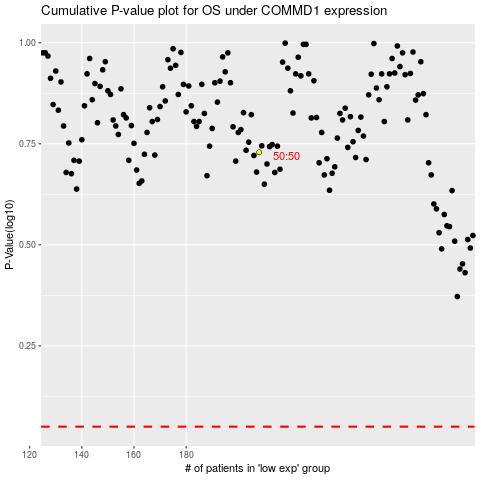 Cumulative P-value plot for OS under COMMD1 expression
P-Value(log10)
1.00
0.75
0.50
0.25
50:50
120 140 160 180
# of patients in 'low exp' group